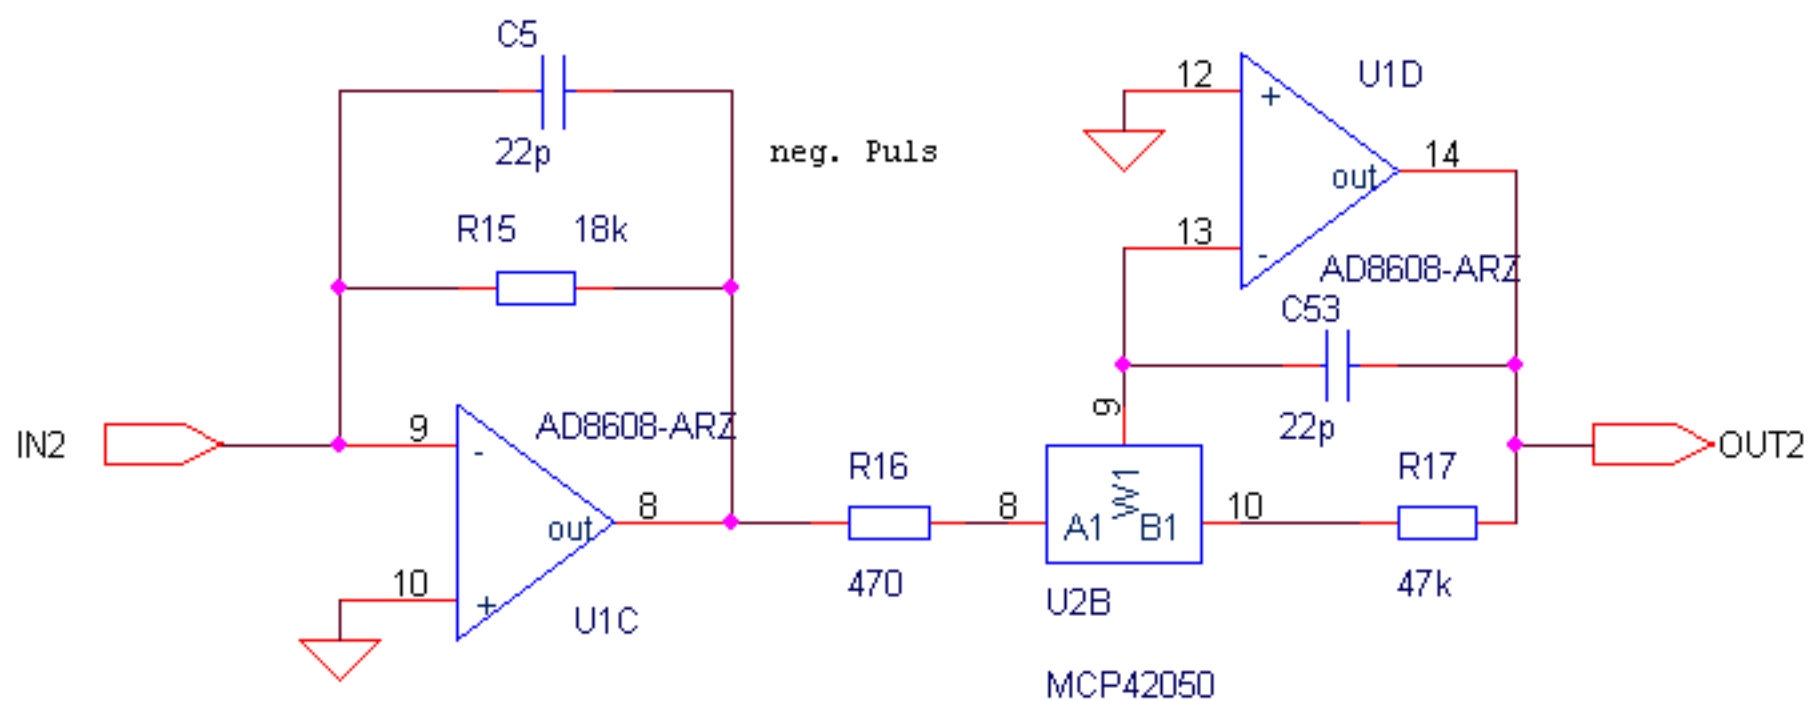 C5
22p
neg. Puls
R15 18k
IN2
9
-
AD8608-ARZ
out
8
10
+
U1C
R16
470
8
A1
W1
B1
9
10
U2B
MCP42050
12
+
U1D
out
14
13
-
AD8608-ARZ
C53
22p
R17
47k
OUT2